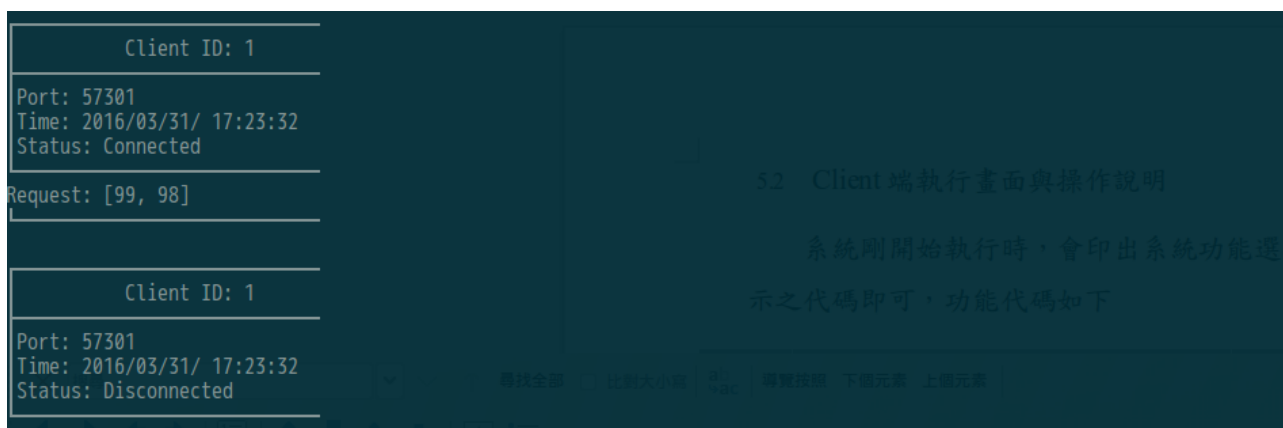 Client ID: 1
Port: 57301
Time: 2016/03/31/ 17:23:32
Status: Connected
Request: [99, 98]
Client ID: 1
Port: 57301
Time: 2016/03/31/ 17:23:32
Status: Disconnected
5.2 Client 端執行畫面與操作說明
系統剛開始執行時，會印出系統功能選
示之代碼即可，功能代碼如下
尋找全部 比對大小寫 導覽按照 下個元素 上個元素